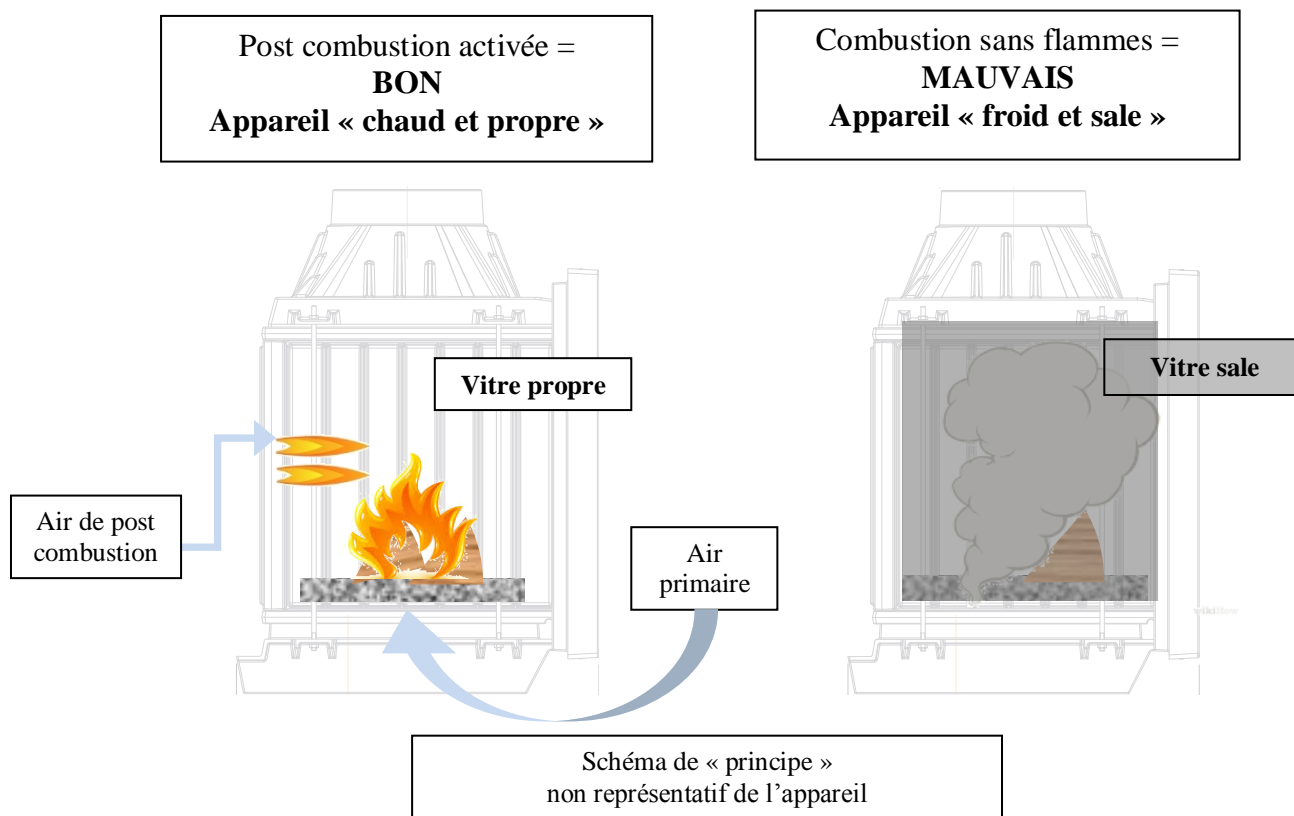 Post combustion activée =
BON
Appareil « chaud et propre »
Combustion sans flammes =
MAUVAIS
Appareil « froid et sale »
Vitre propre
Vitre sale
Air de post
combustion
Air
primaire
wikiHow
Schéma de « principe »
non représentatif de l’appareil